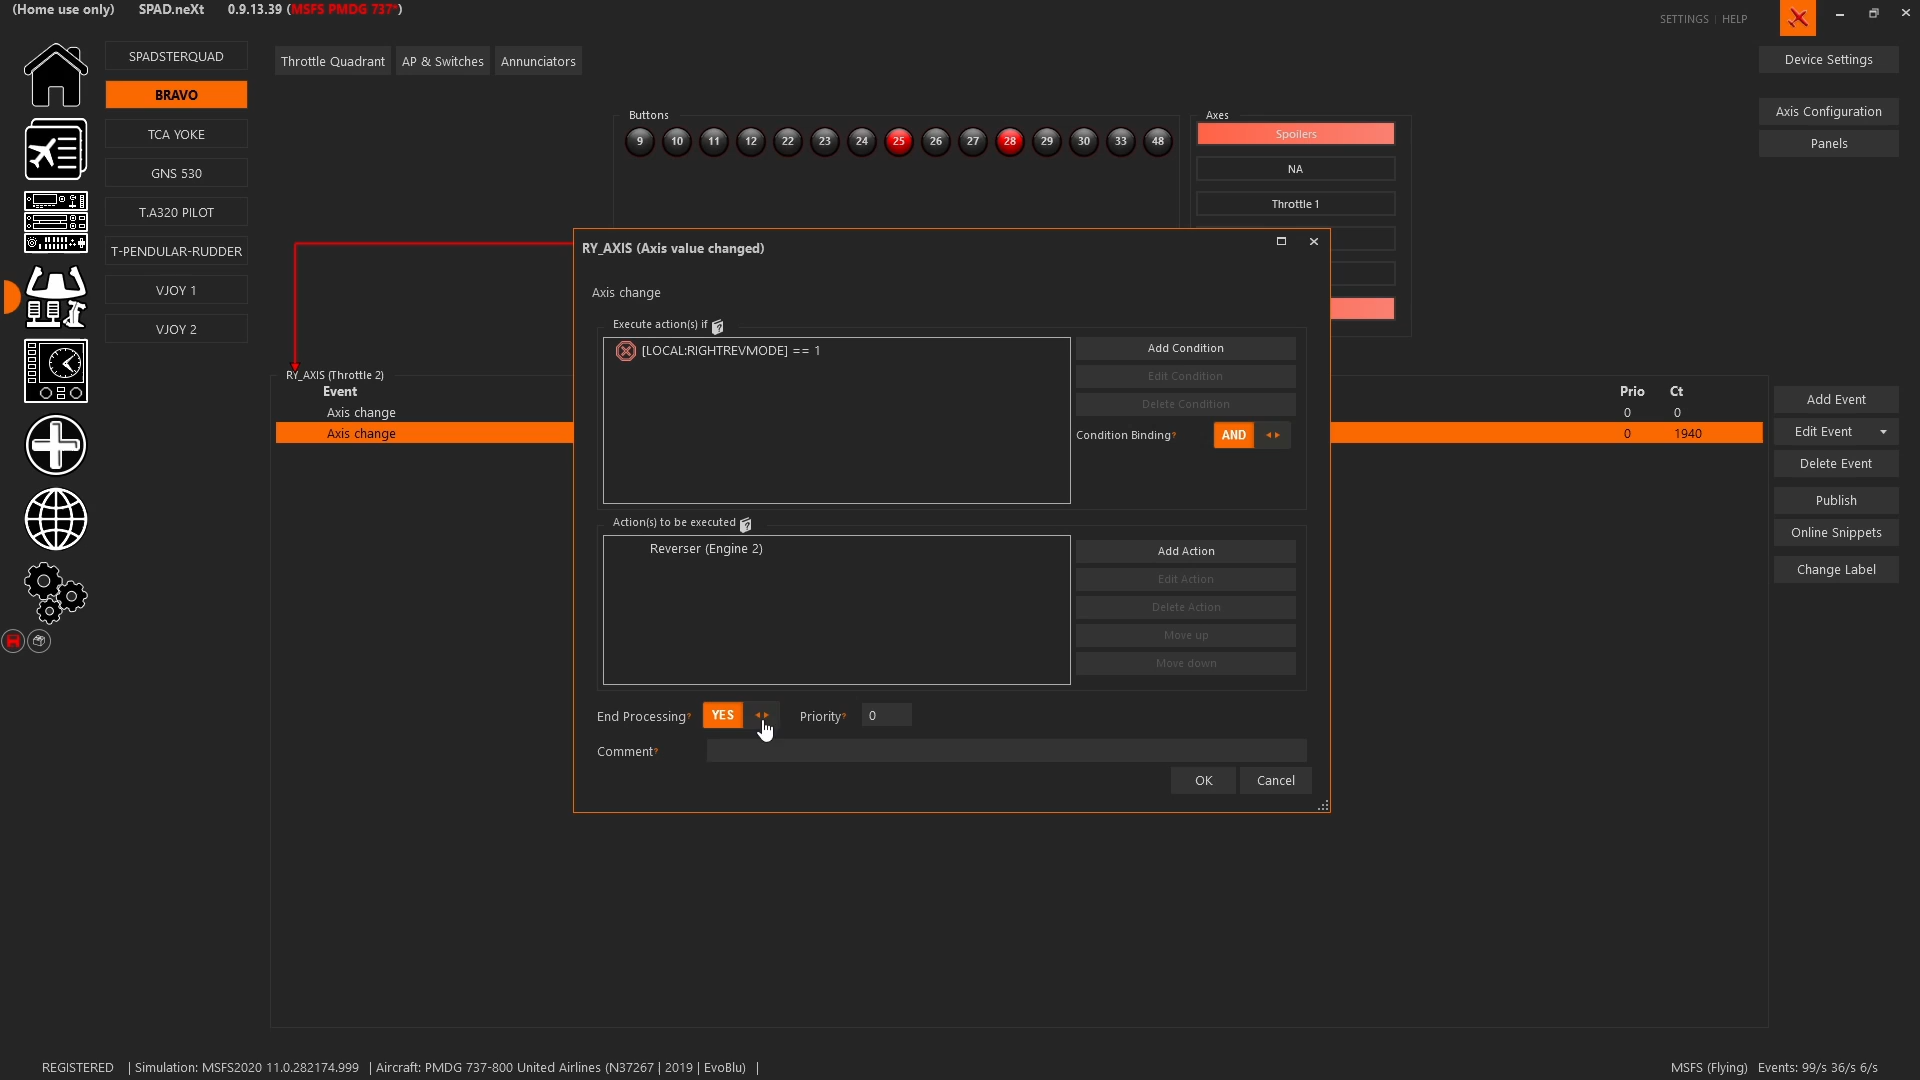 (Home use only) SPAD.neXt 0.9.13.39 (MSFS PMDG 737*)
SETTINGS | HELP
SPADSTERQUAD
BRAVO
TCA YOKE
GNS 530
T.A320 PILOT
T-PENDULAR-RUDDER
VJOY 1
VJOY 2
Throttle Quadrant
AP & Switches
Annunciators
Device Settings
Axis Configuration
Panels
Buttons
9 10 11 12 22 23 24 25 26 27 28 29 30 33 48
Axes
Spoilers
NA
Throttle 1
RY_AXIS (Throttle 2)
Event Prio Ct
Axis change 0 0
Axis change 0 1940
Add Event
Edit Event
Delete Event
Publish
Online Snippets
Change Label
RY_AXIS (Axis value changed)
Axis change
Execute action(s) if ?
[LOCAL:RIGHTREVMODE] == 1
Add Condition
Edit Condition
Delete Condition
Condition Binding? AND
Action(s) to be executed ?
Reverser (Engine 2)
Add Action
Edit Action
Delete Action
Move up
Move down
End Processing? YES Priority? 0
Comment?
OK Cancel
REGISTERED | Simulation: MSFS2020 11.0.282174.999 | Aircraft: PMDG 737-800 United Airlines (N37267 | 2019 | EvoBlu) |
MSFS (Flying) Events: 99/s 36/s 6/s